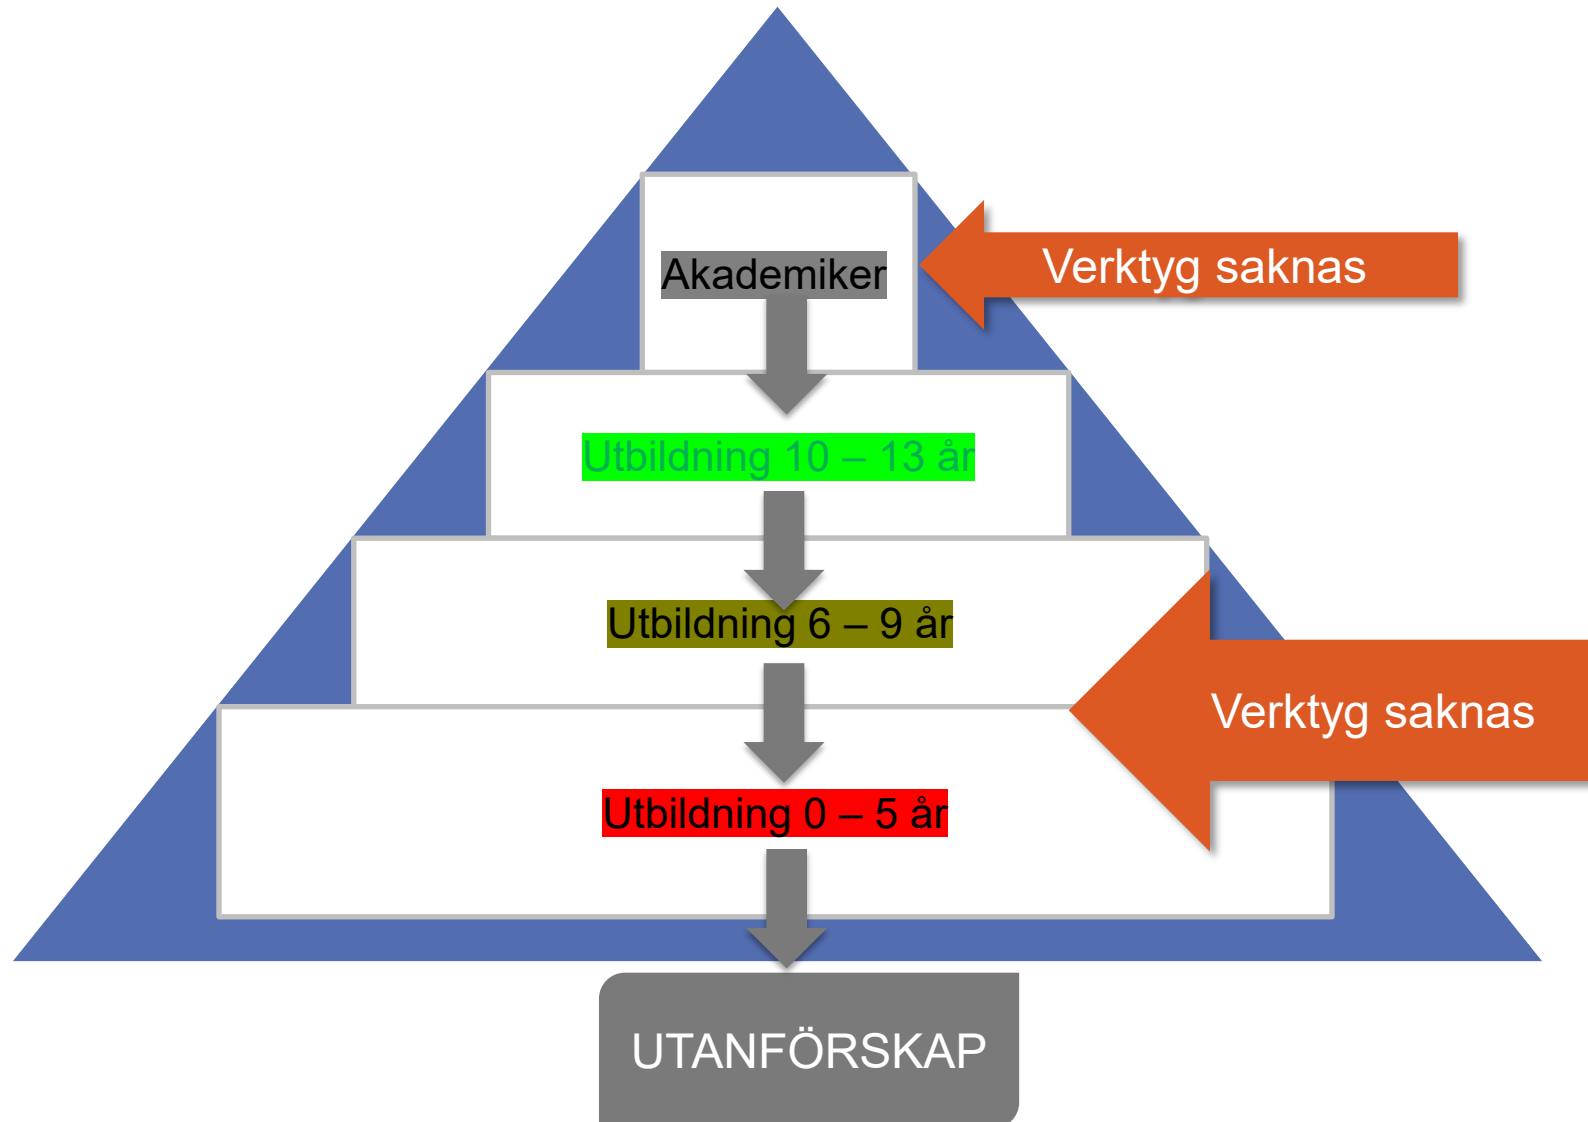 Akademiker
Verktyg saknas
Utbildning 10 – 13 år
Utbildning 6 – 9 år
Verktyg saknas
Utbildning 0 – 5 år
UTANFÖRSKAP